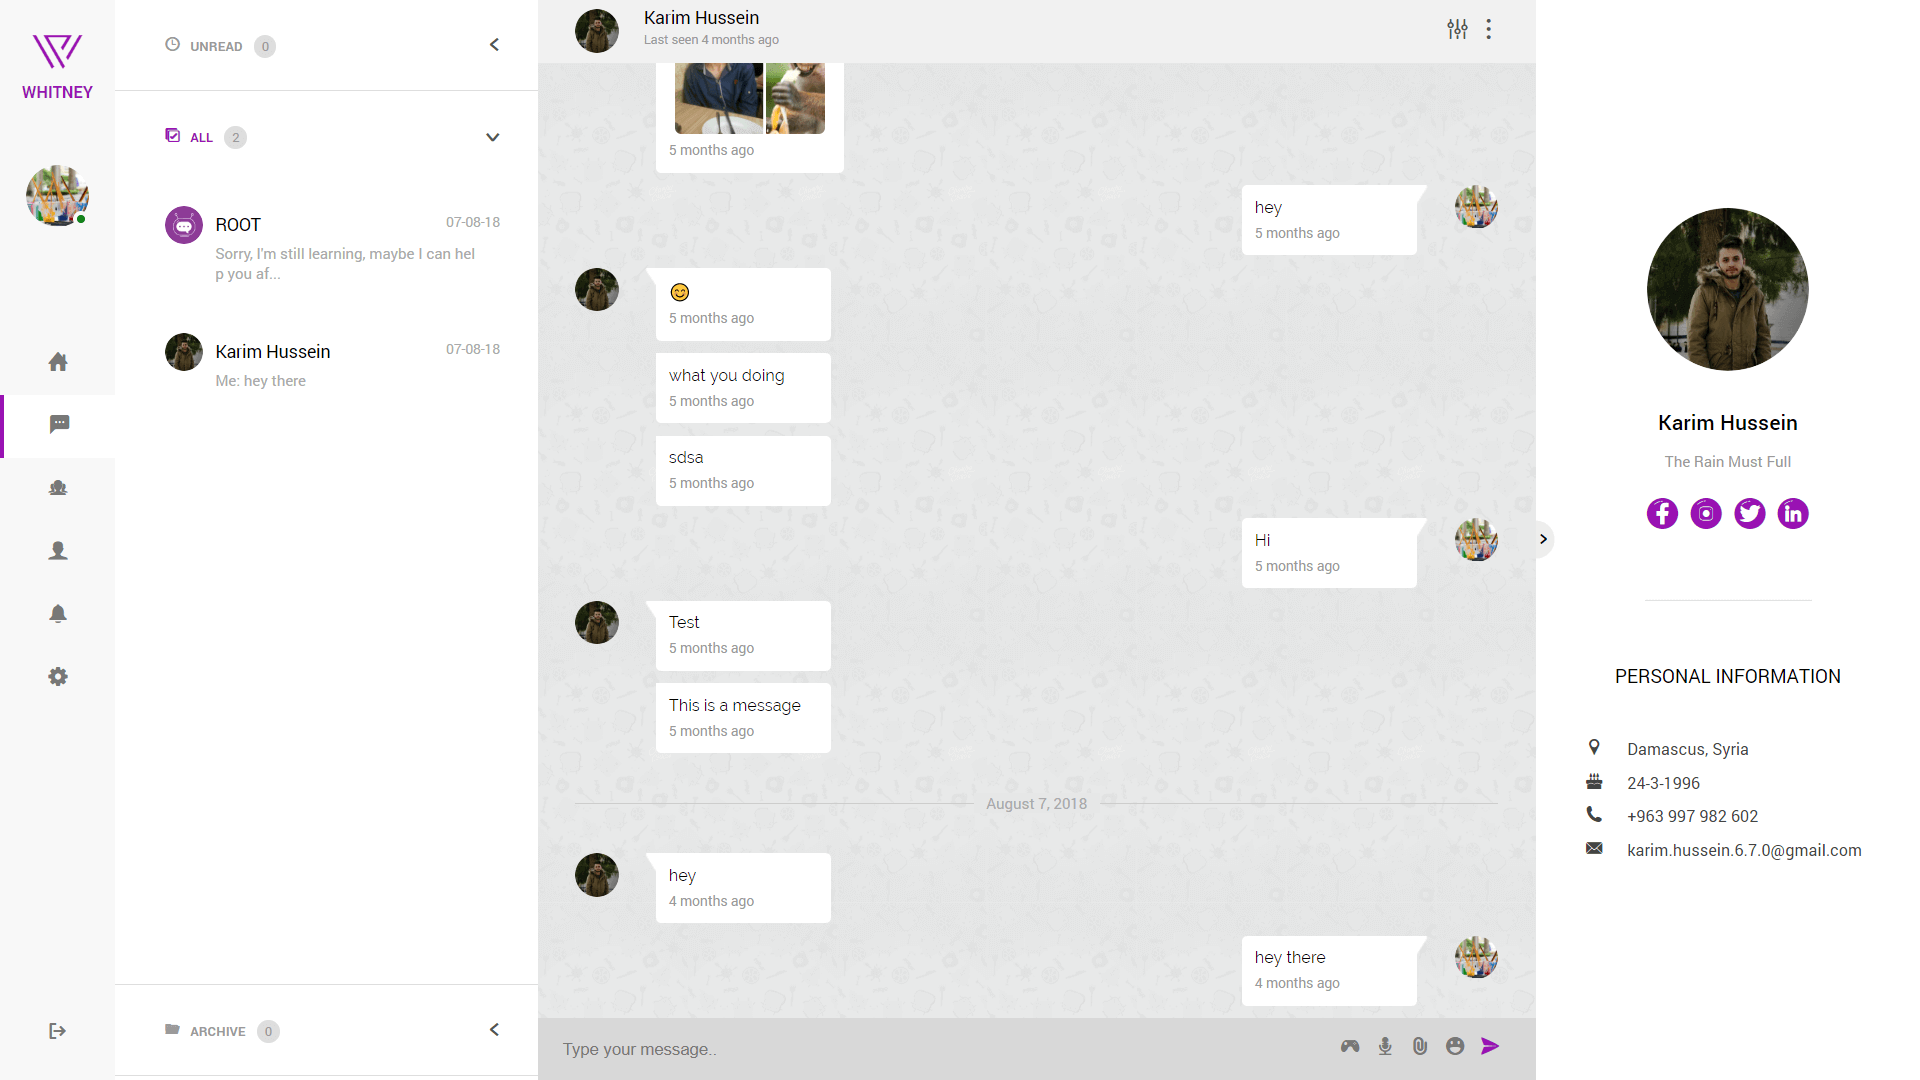 WHITNEY
UNREAD 0
ALL 2
ROOT 07-08-18
Sorry, I'm still learning, maybe I can hel
p you af...
Karim Hussein 07-08-18
Me: hey there
ARCHIVE 0
Karim Hussein
Last seen 4 months ago
5 months ago
hey
5 months ago
😊
5 months ago
what you doing
5 months ago
sdsa
5 months ago
Hi
5 months ago
Test
5 months ago
This is a message
5 months ago
August 7, 2018
hey
4 months ago
hey there
4 months ago
Type your message..
Karim Hussein
The Rain Must Full
PERSONAL INFORMATION
Damascus, Syria
24-3-1996
+963 997 982 602
karim.hussein.6.7.0@gmail.com